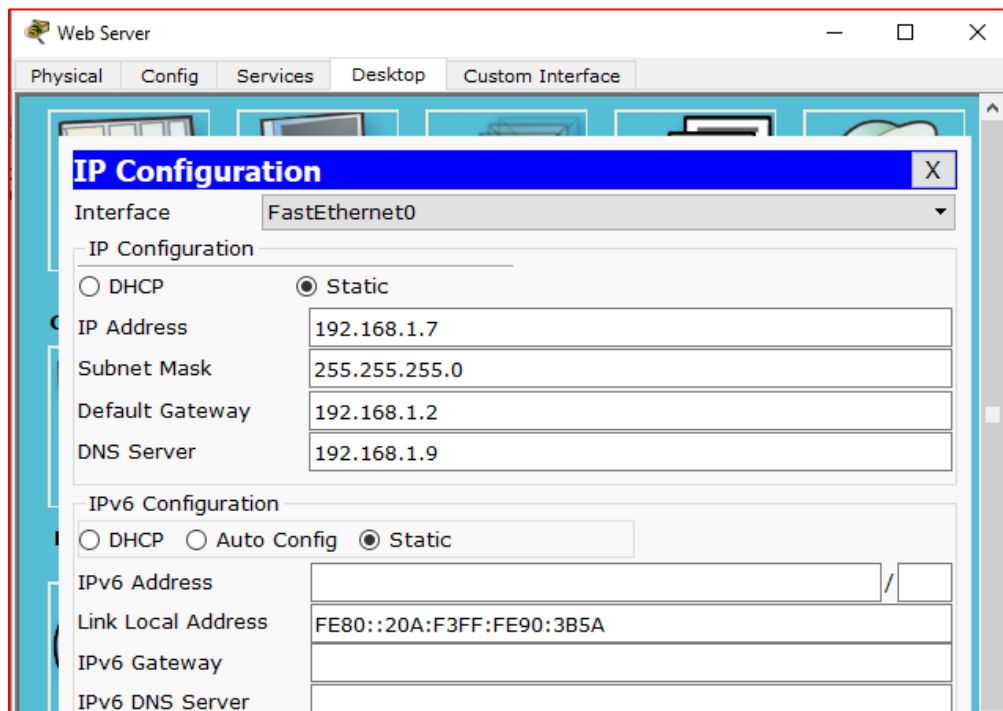 Web Server
Physical Config Services Desktop Custom Interface
IP Configuration X
Interface FastEthernet0
IP Configuration
DHCP Static
IP Address 192.168.1.7
Subnet Mask 255.255.255.0
Default Gateway 192.168.1.2
DNS Server 192.168.1.9
IPv6 Configuration
DHCP Auto Config Static
IPv6 Address /
Link Local Address FE80::20A:F3FF:FE90:3B5A
IPv6 Gateway
IPv6 DNS Server